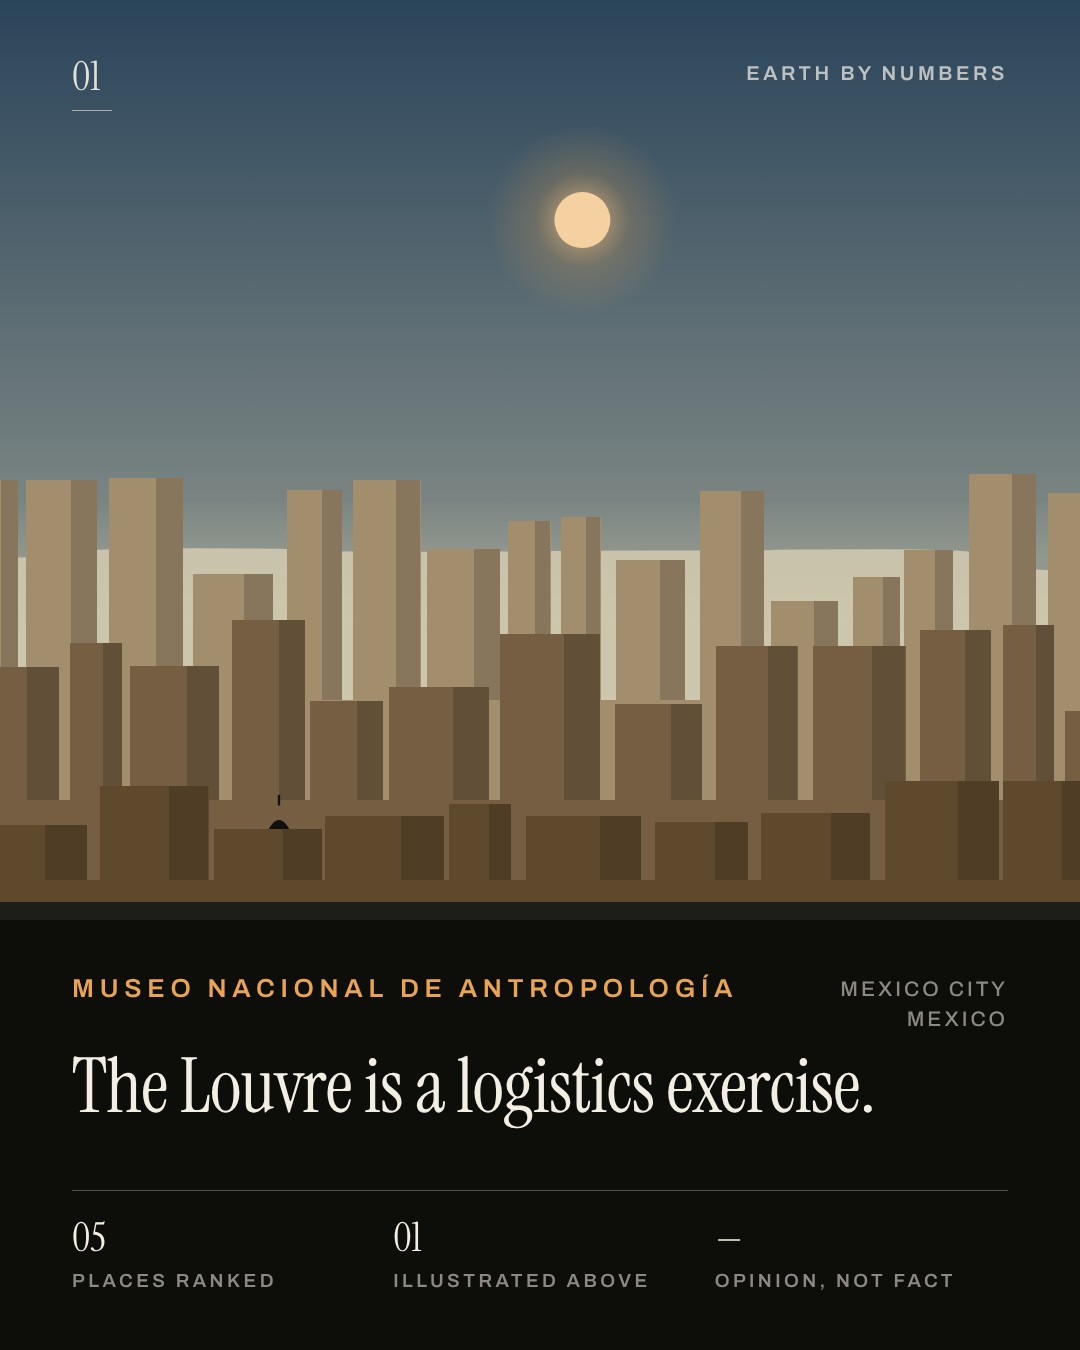 01
EARTH BY NUMBERS
MUSEO NACIONAL DE ANTROPOLOGÍA
MEXICO CITY
MEXICO
The Louvre is a logistics exercise.
05
PLACES RANKED
01
ILLUSTRATED ABOVE
–
OPINION, NOT FACT